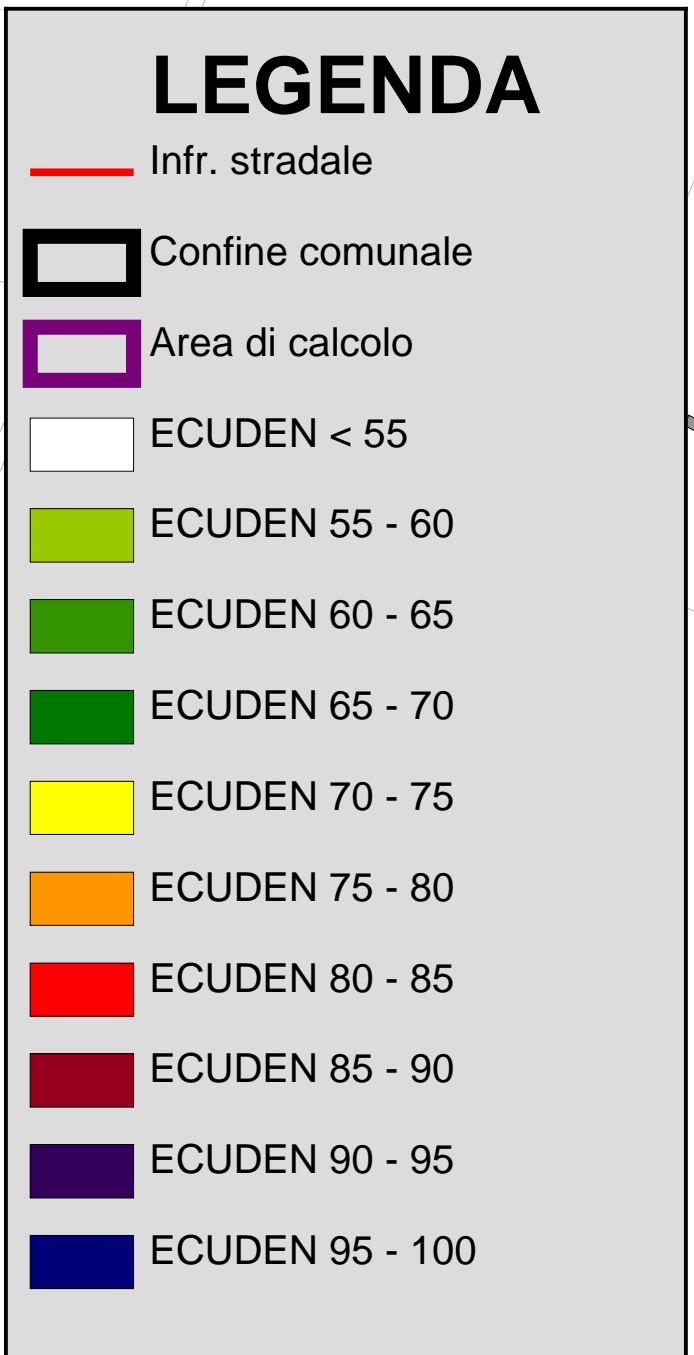 LEGENDA
Infr. stradale
Confine comunale
Area di calcolo
ECUDEN < 55
ECUDEN 55 - 60
ECUDEN 60 - 65
ECUDEN 65 - 70
ECUDEN 70 - 75
ECUDEN 75 - 80
ECUDEN 80 - 85
ECUDEN 85 - 90
ECUDEN 90 - 95
ECUDEN 95 - 100